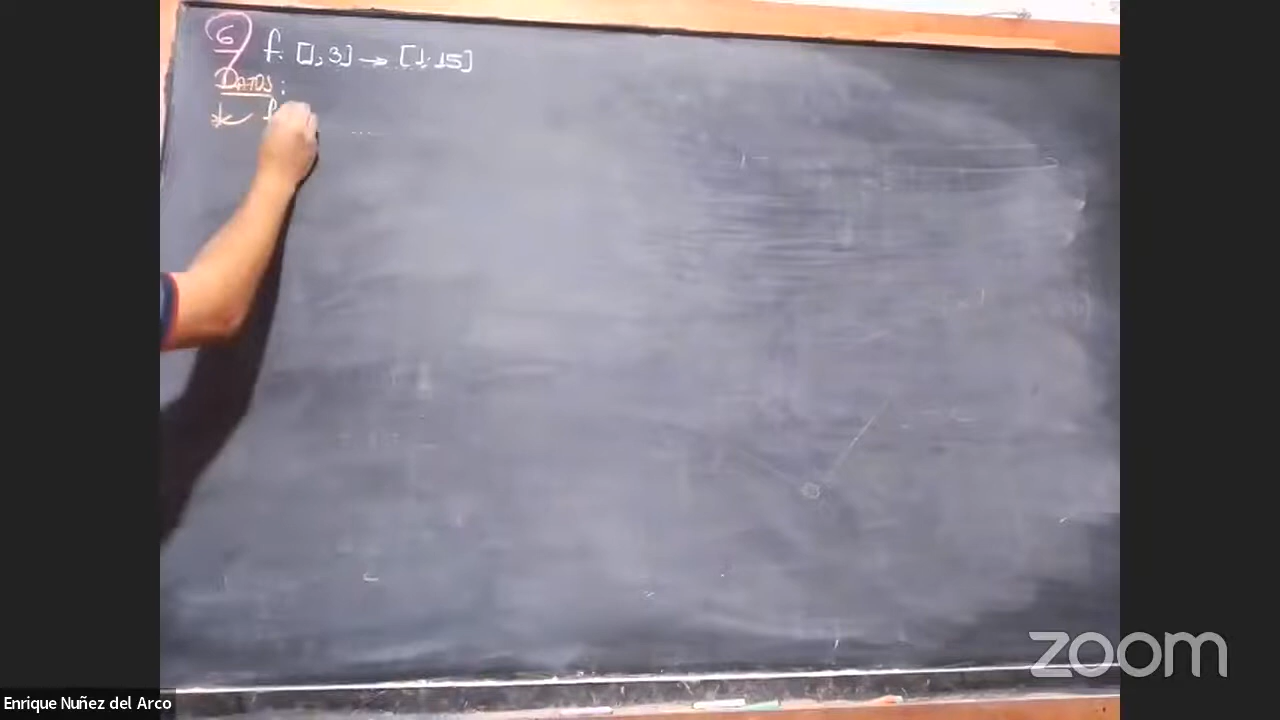 6 f: [1, 3] → [1; 15]
DATOS:
* f
Enrique Nuñez del Arco
zoom